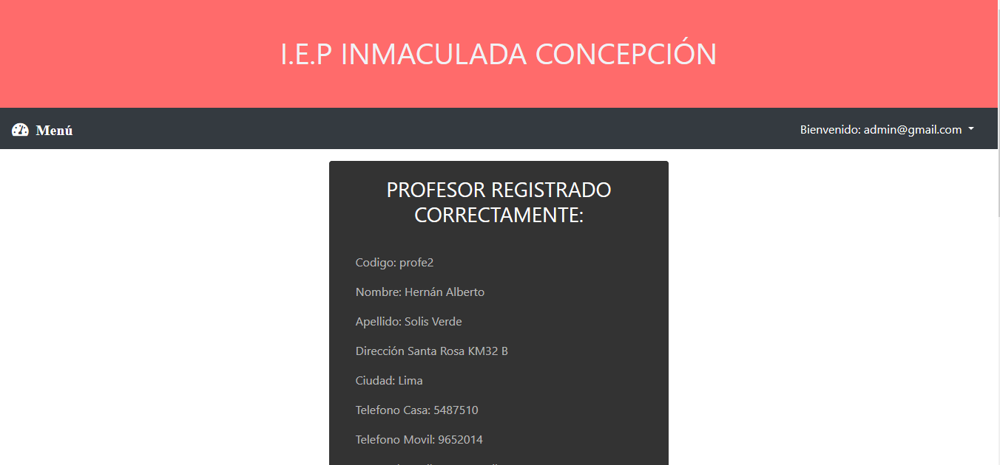 I.E.P INMACULADA CONCEPCIÓN
Menú
Bienvenido: admin@gmail.com
PROFESOR REGISTRADO
CORRECTAMENTE:
Codigo: profe2
Nombre: Hernán Alberto
Apellido: Solis Verde
Dirección Santa Rosa KM32 B
Ciudad: Lima
Telefono Casa: 5487510
Telefono Movil: 9652014